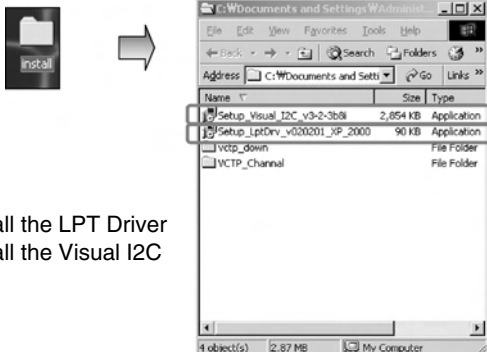 install
C:₩Documents and Settings₩Administ...
File Edit View Favorites Tools Help
Back Search Folders »
Address C:₩Documents and Setti Go Links »
Name Size Type
Setup_Visual_I2C_v3-2-3b8i 2,854 KB Application
Setup_LptDrv_v020201_XP_2000 90 KB Application
vctp_down File Folder
VCTP_Channel File Folder
all the LPT Driver
all the Visual I2C
4 object(s) 2.87 MB My Computer